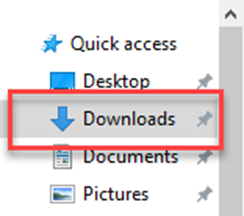 Quick access
Desktop
Downloads
Documents
Pictures